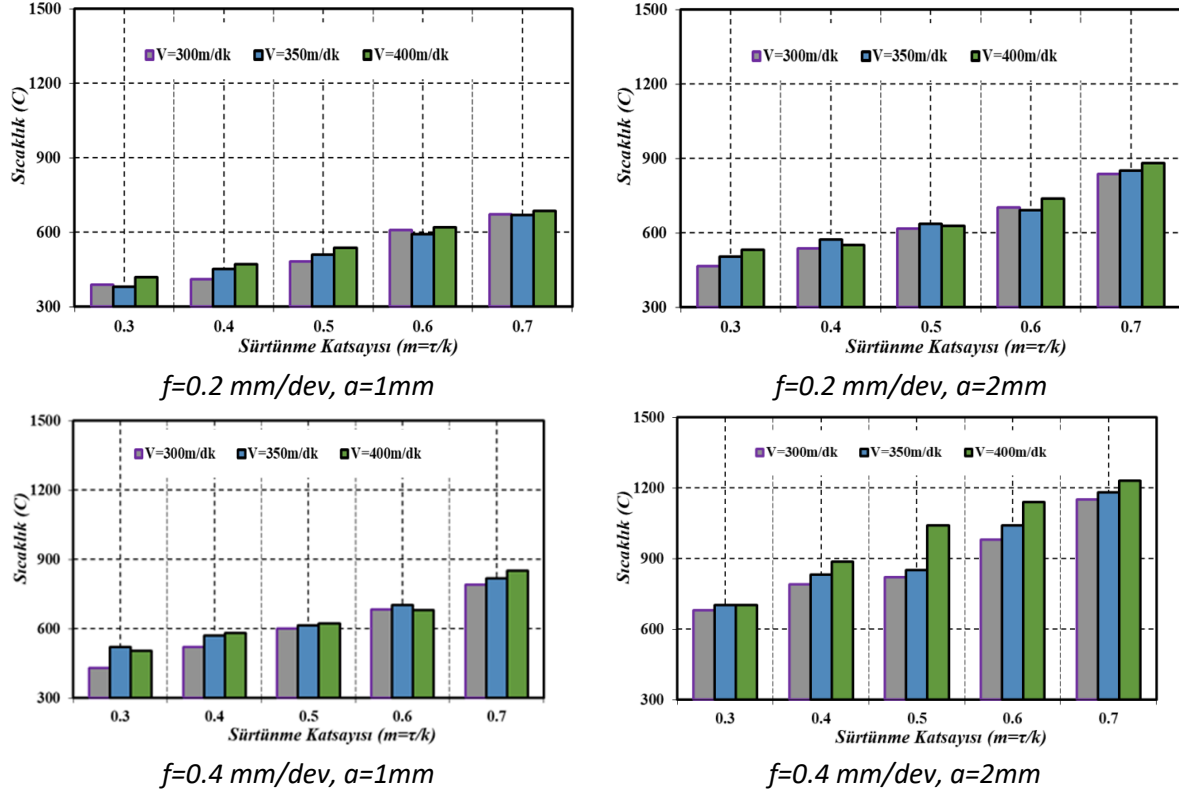 1500
1200
900
600
300
Sıcaklık (C)
V=300m/dk V=350m/dk V=400m/dk
0.3 0.4 0.5 0.6 0.7
Sürtünme Katsayısı (m=τ/k)
f=0.2 mm/dev, a=1mm
1500
1200
900
600
300
Sıcaklık (C)
V=300m/dk V=350m/dk V=400m/dk
0.3 0.4 0.5 0.6 0.7
Sürtünme Katsayısı (m=τ/k)
f=0.2 mm/dev, a=2mm
1500
1200
900
600
300
Sıcaklık (C)
V=300m/dk V=350m/dk V=400m/dk
0.3 0.4 0.5 0.6 0.7
Sürtünme Katsayısı (m=τ/k)
f=0.4 mm/dev, a=1mm
1500
1200
900
600
300
Sıcaklık (C)
V=300m/dk V=350m/dk V=400m/dk
0.3 0.4 0.5 0.6 0.7
Sürtünme Katsayısı (m=τ/k)
f=0.4 mm/dev, a=2mm